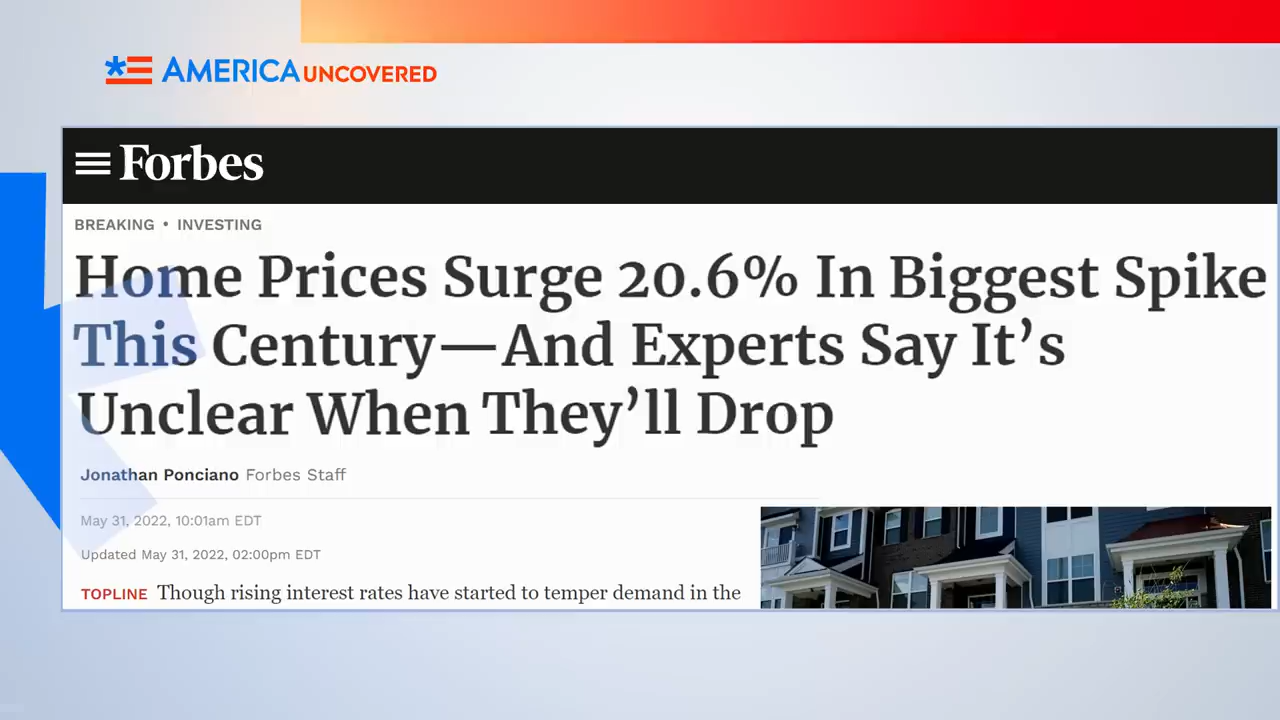 AMERICA UNCOVERED
Forbes
BREAKING • INVESTING
Home Prices Surge 20.6% In Biggest Spike
This Century—And Experts Say It’s
Unclear When They’ll Drop
Jonathan Ponciano Forbes Staff
May 31, 2022, 10:01am EDT
Updated May 31, 2022, 02:00pm EDT
TOPLINE Though rising interest rates have started to temper demand in the